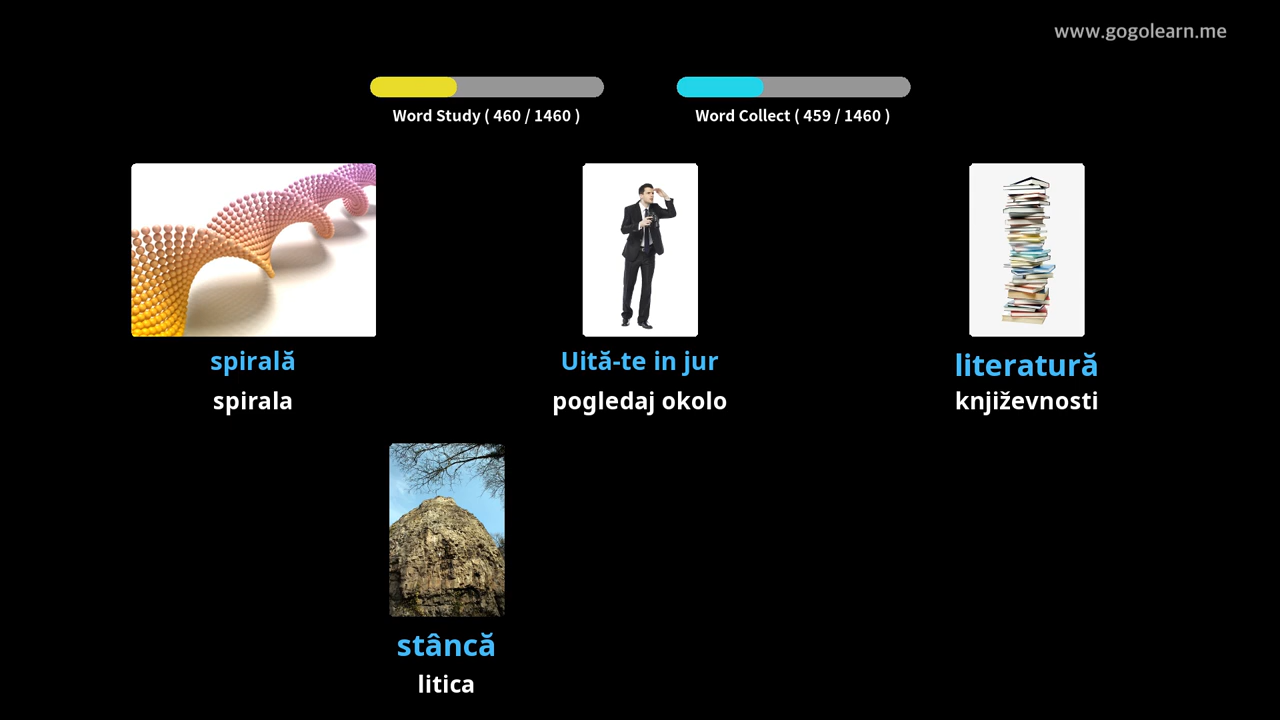 www.gogolearn.me
Word Study ( 460 / 1460 )
Word Collect ( 459 / 1460 )
spirală
spirala
Uită-te in jur
pogledaj okolo
literatură
književnosti
stâncă
litica